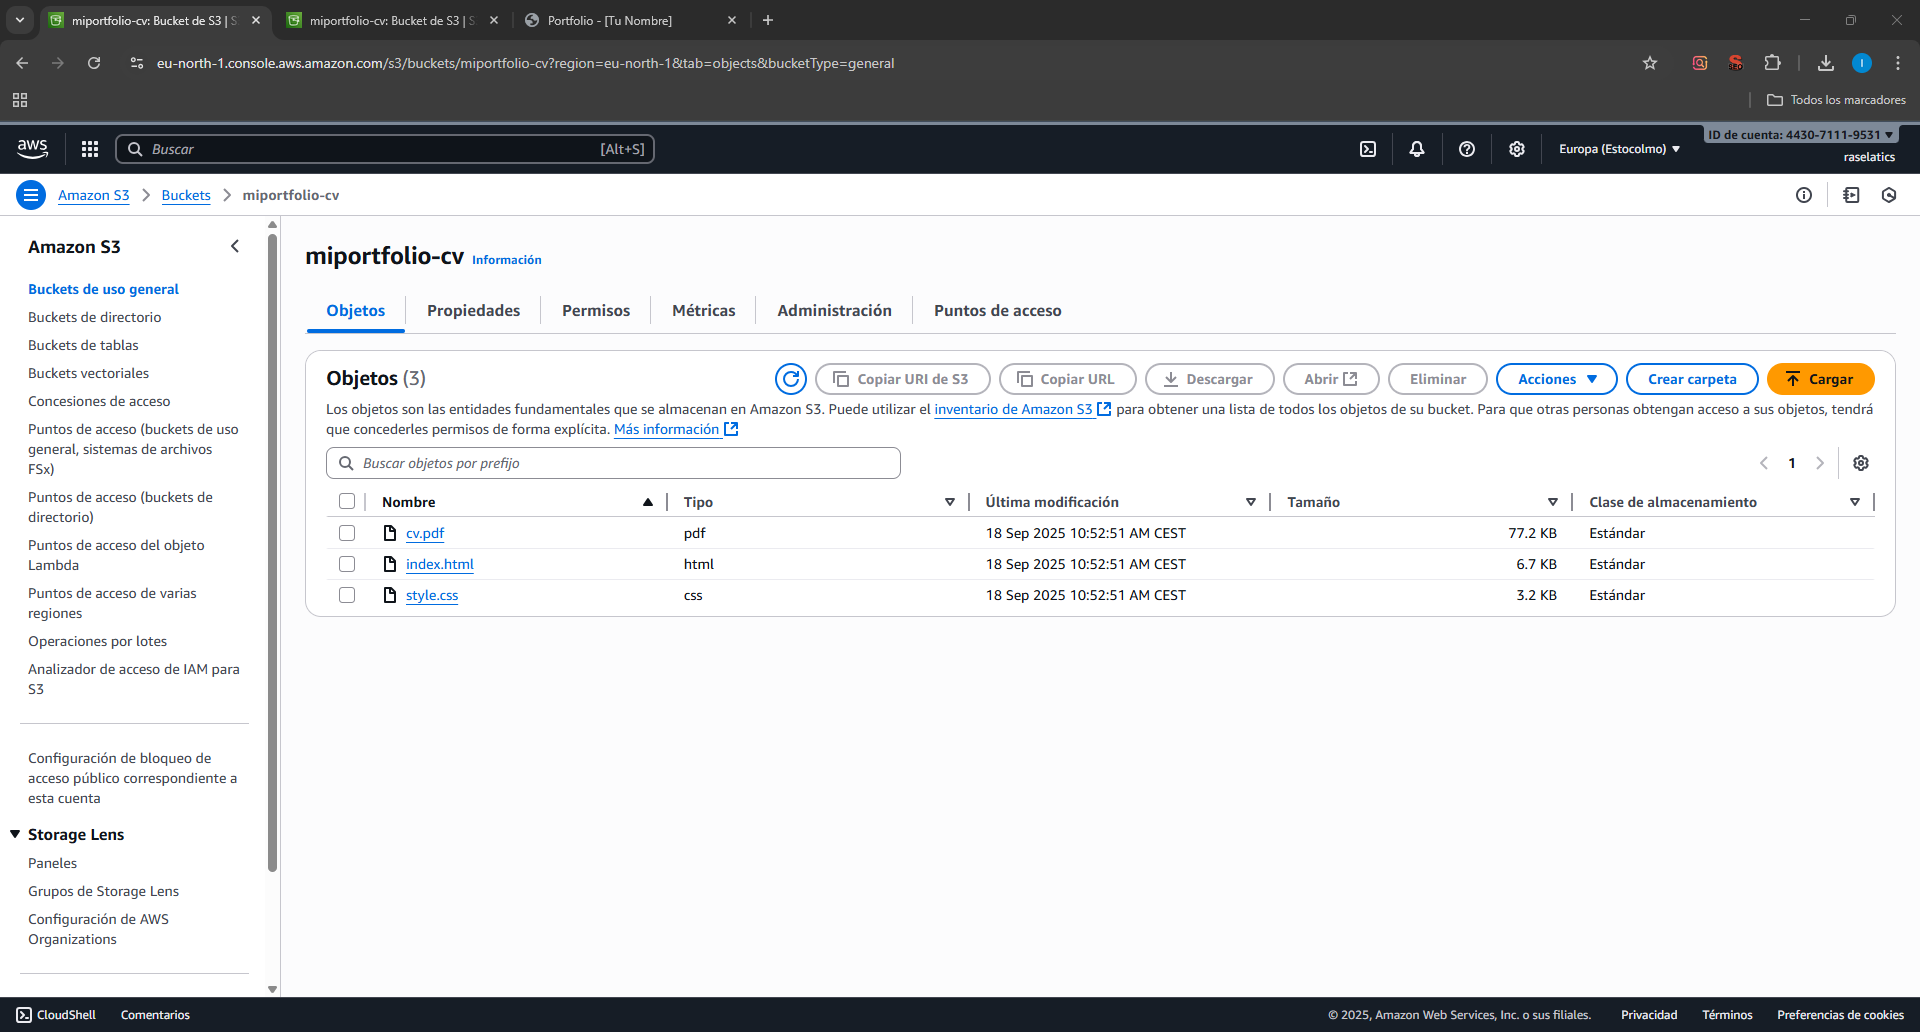 miportfolio-cv: Bucket de S3 | S
miportfolio-cv: Bucket de S3 | S
Portfolio - [Tu Nombre]
eu-north-1.console.aws.amazon.com/s3/buckets/miportfolio-cv?region=eu-north-1&tab=objects&bucketType=general
SEO
I
Todos los marcadores
aws
Buscar
[Alt+S]
Europa (Estocolmo)
ID de cuenta: 4430-7111-9531
raselatics
Amazon S3
Buckets
miportfolio-cv
Amazon S3
Buckets de uso general
Buckets de directorio
Buckets de tablas
Buckets vectoriales
Concesiones de acceso
Puntos de acceso (buckets de uso
general, sistemas de archivos
FSx)
Puntos de acceso (buckets de
directorio)
Puntos de acceso del objeto
Lambda
Puntos de acceso de varias
regiones
Operaciones por lotes
Analizador de acceso de IAM para
S3
Configuración de bloqueo de
acceso público correspondiente a
esta cuenta
Storage Lens
Paneles
Grupos de Storage Lens
Configuración de AWS
Organizations
miportfolio-cv
Información
Objetos
Propiedades
Permisos
Métricas
Administración
Puntos de acceso
Objetos (3)
Copiar URI de S3
Copiar URL
Descargar
Abrir
Eliminar
Acciones
Crear carpeta
Cargar
Los objetos son las entidades fundamentales que se almacenan en Amazon S3. Puede utilizar el inventario de Amazon S3 para obtener una lista de todos los objetos de su bucket. Para que otras personas obtengan acceso a sus objetos, tendrá
que concederles permisos de forma explícita. Más información
Buscar objetos por prefijo
1
Nombre Tipo Última modificación Tamaño Clase de almacenamiento
cv.pdf pdf 18 Sep 2025 10:52:51 AM CEST 77.2 KB Estándar
index.html html 18 Sep 2025 10:52:51 AM CEST 6.7 KB Estándar
style.css css 18 Sep 2025 10:52:51 AM CEST 3.2 KB Estándar
CloudShell
Comentarios
© 2025, Amazon Web Services, Inc. o sus filiales.
Privacidad
Términos
Preferencias de cookies